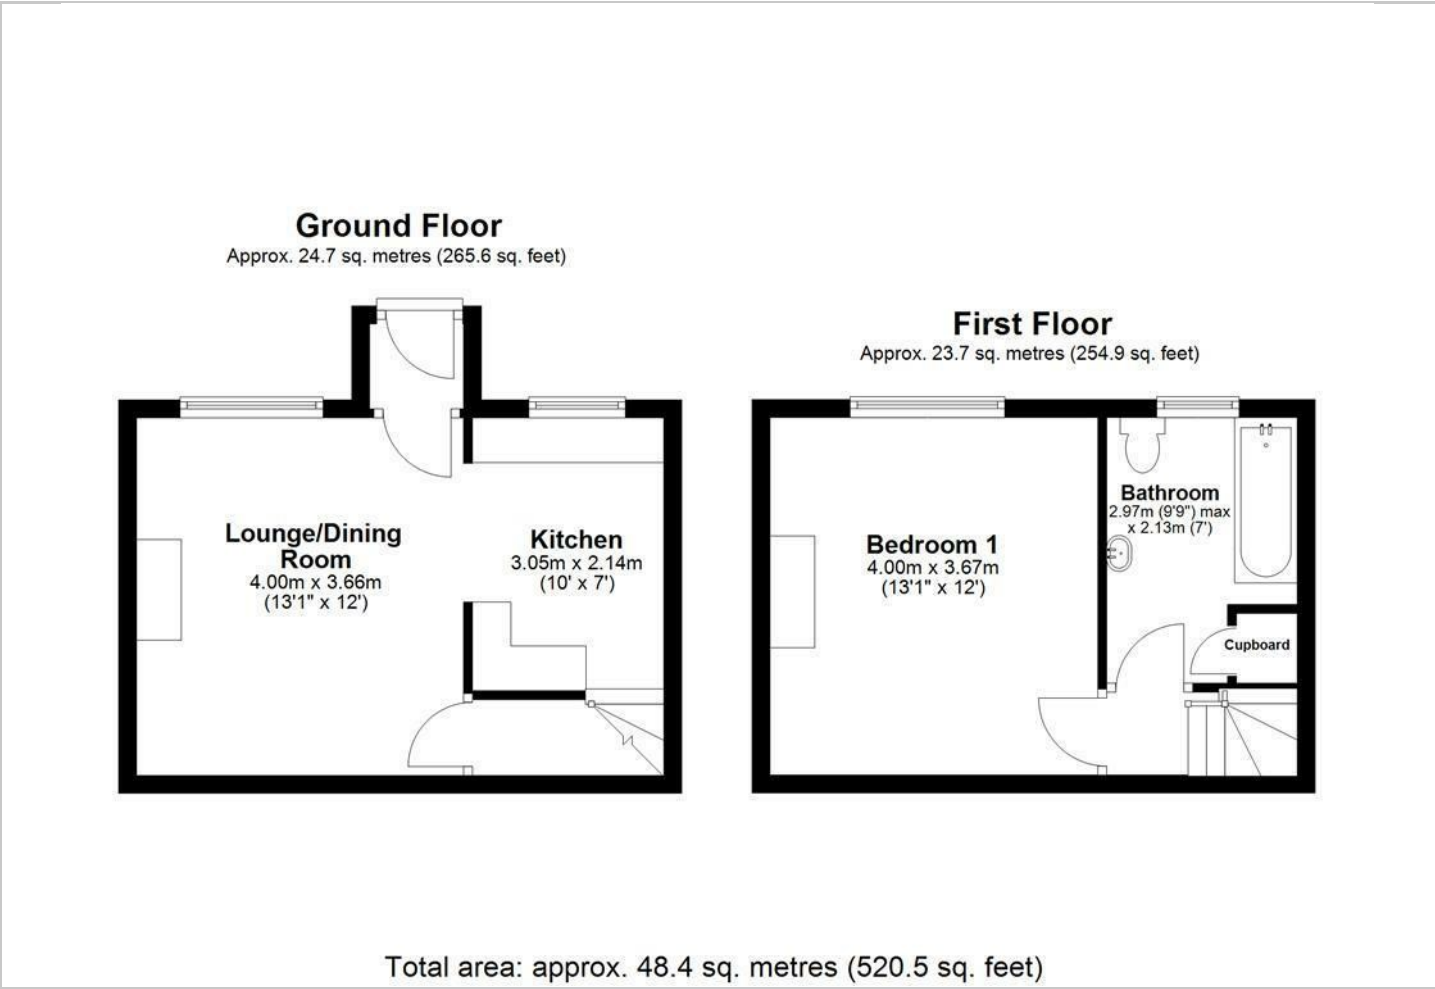 Ground Floor
Approx. 24.7 sq. metres (265.6 sq. feet)
Lounge/Dining
Room
4.00m x 3.66m
(13'1" x 12')
Kitchen
3.05m x 2.14m
(10' x 7')
First Floor
Approx. 23.7 sq. metres (254.9 sq. feet)
Bedroom 1
4.00m x 3.67m
(13'1" x 12')
Bathroom
2.97m (9'9") max
x 2.13m (7')
Cupboard
Total area: approx. 48.4 sq. metres (520.5 sq. feet)